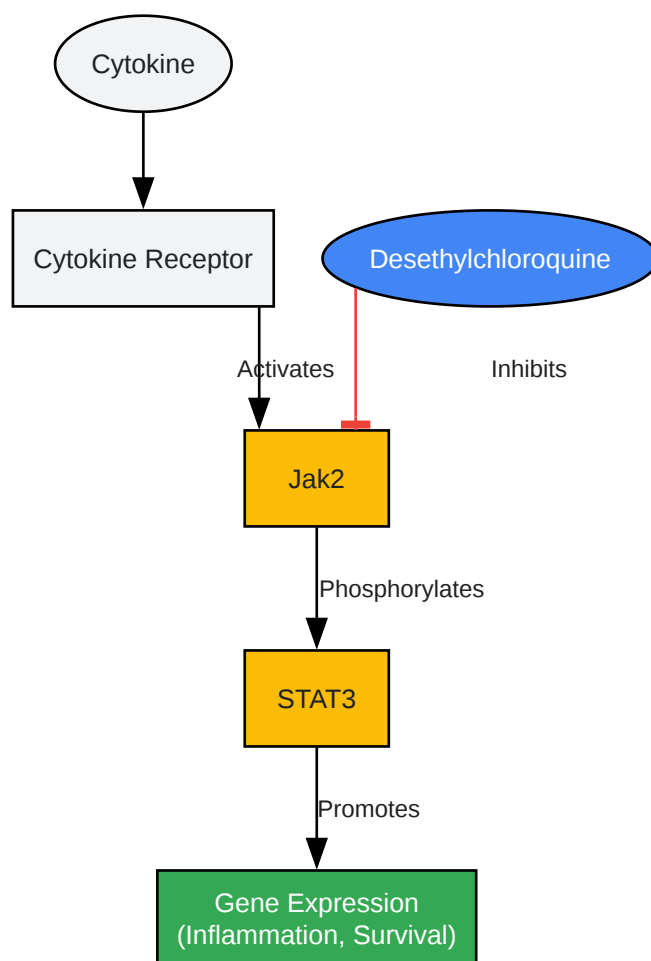 Cytokine
Cytokine Receptor
Desethylchloroquine
Activates
Inhibits
Jak2
Phosphorylates
STAT3
Promotes
Gene Expression
(Inflammation, Survival)